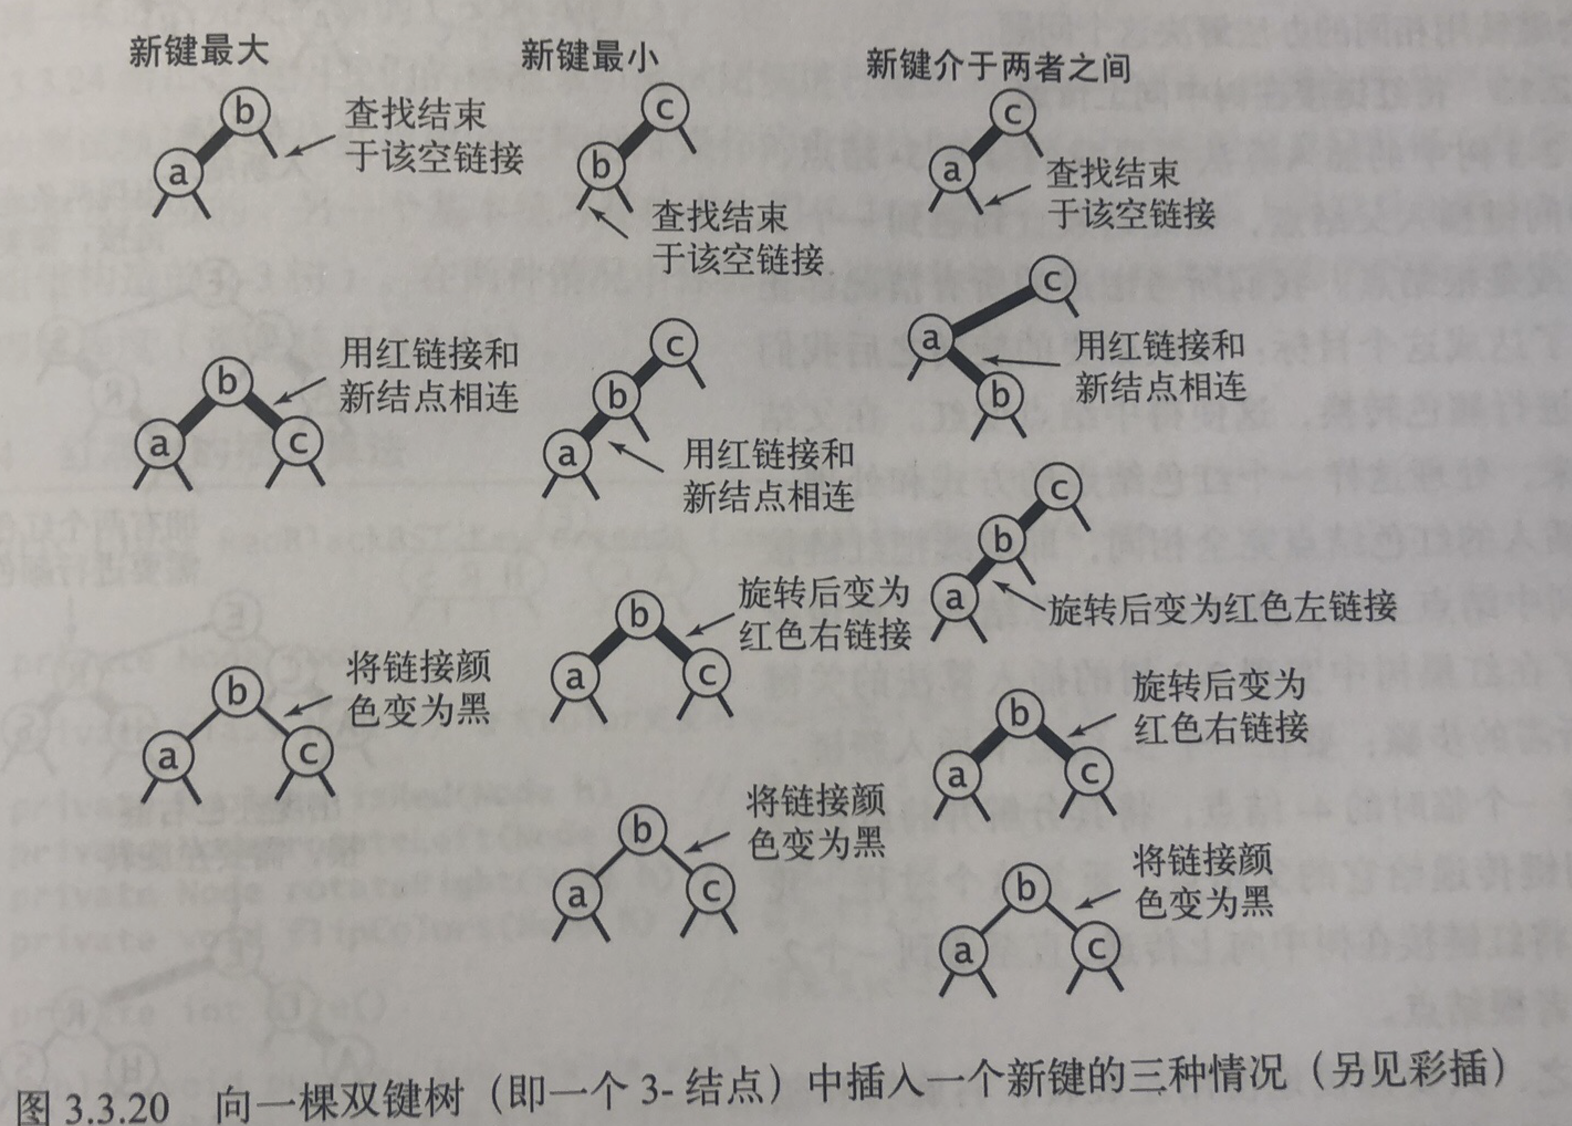 新键最大
b
a
查找结束
于该空链接
b
a
c
用红链接和
新结点相连
b
a
c
将链接颜
色变为黑
新键最小
c
b
查找结束
于该空链接
c
b
a
用红链接和
新结点相连
b
a
c
旋转后变为
红色右链接
b
a
c
将链接颜
色变为黑
新键介于两者之间
c
a
查找结束
于该空链接
c
a
b
用红链接和
新结点相连
c
b
a
旋转后变为红色左链接
b
a
c
旋转后变为
红色右链接
b
a
c
将链接颜
色变为黑
图 3.3.20 向一棵双键树（即一个 3- 结点）中插入一个新键的三种情况（另见彩插）